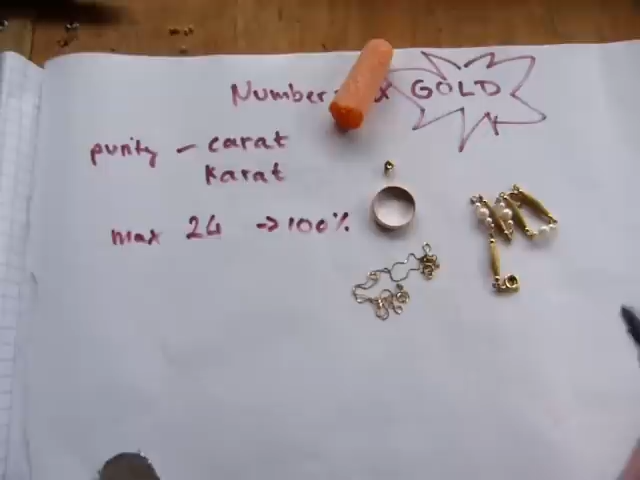 Number GOLD
purity - carat
karat
max 24 → 100%